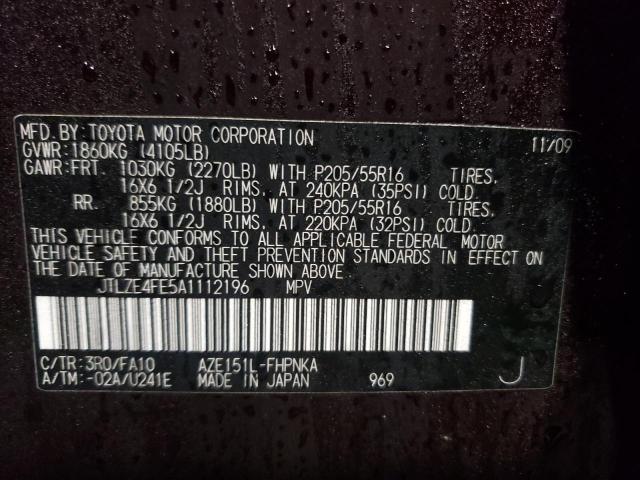 MFD. BY: TOYOTA MOTOR CORPORATION 11/09
GVWR: 1860KG (4105LB)
GAWR: FRT. 1030KG (2270LB) WITH P205/55R16 TIRES,
16X6 1/2J RIMS, AT 240KPA (35PSI) COLD.
RR. 855KG (1880LB) WITH P205/55R16 TIRES,
16X6 1/2J RIMS, AT 220KPA (32PSI) COLD.
THIS VEHICLE CONFORMS TO ALL APPLICABLE FEDERAL MOTOR
VEHICLE SAFETY AND THEFT PREVENTION STANDARDS IN EFFECT ON
THE DATE OF MANUFACTURE SHOWN ABOVE.
JTLZE4FE5A1112196 MPV
C/TR: 3R0/FA10 AZE151L-FHPNKA
A/TM: -02A/U241E MADE IN JAPAN 969 J